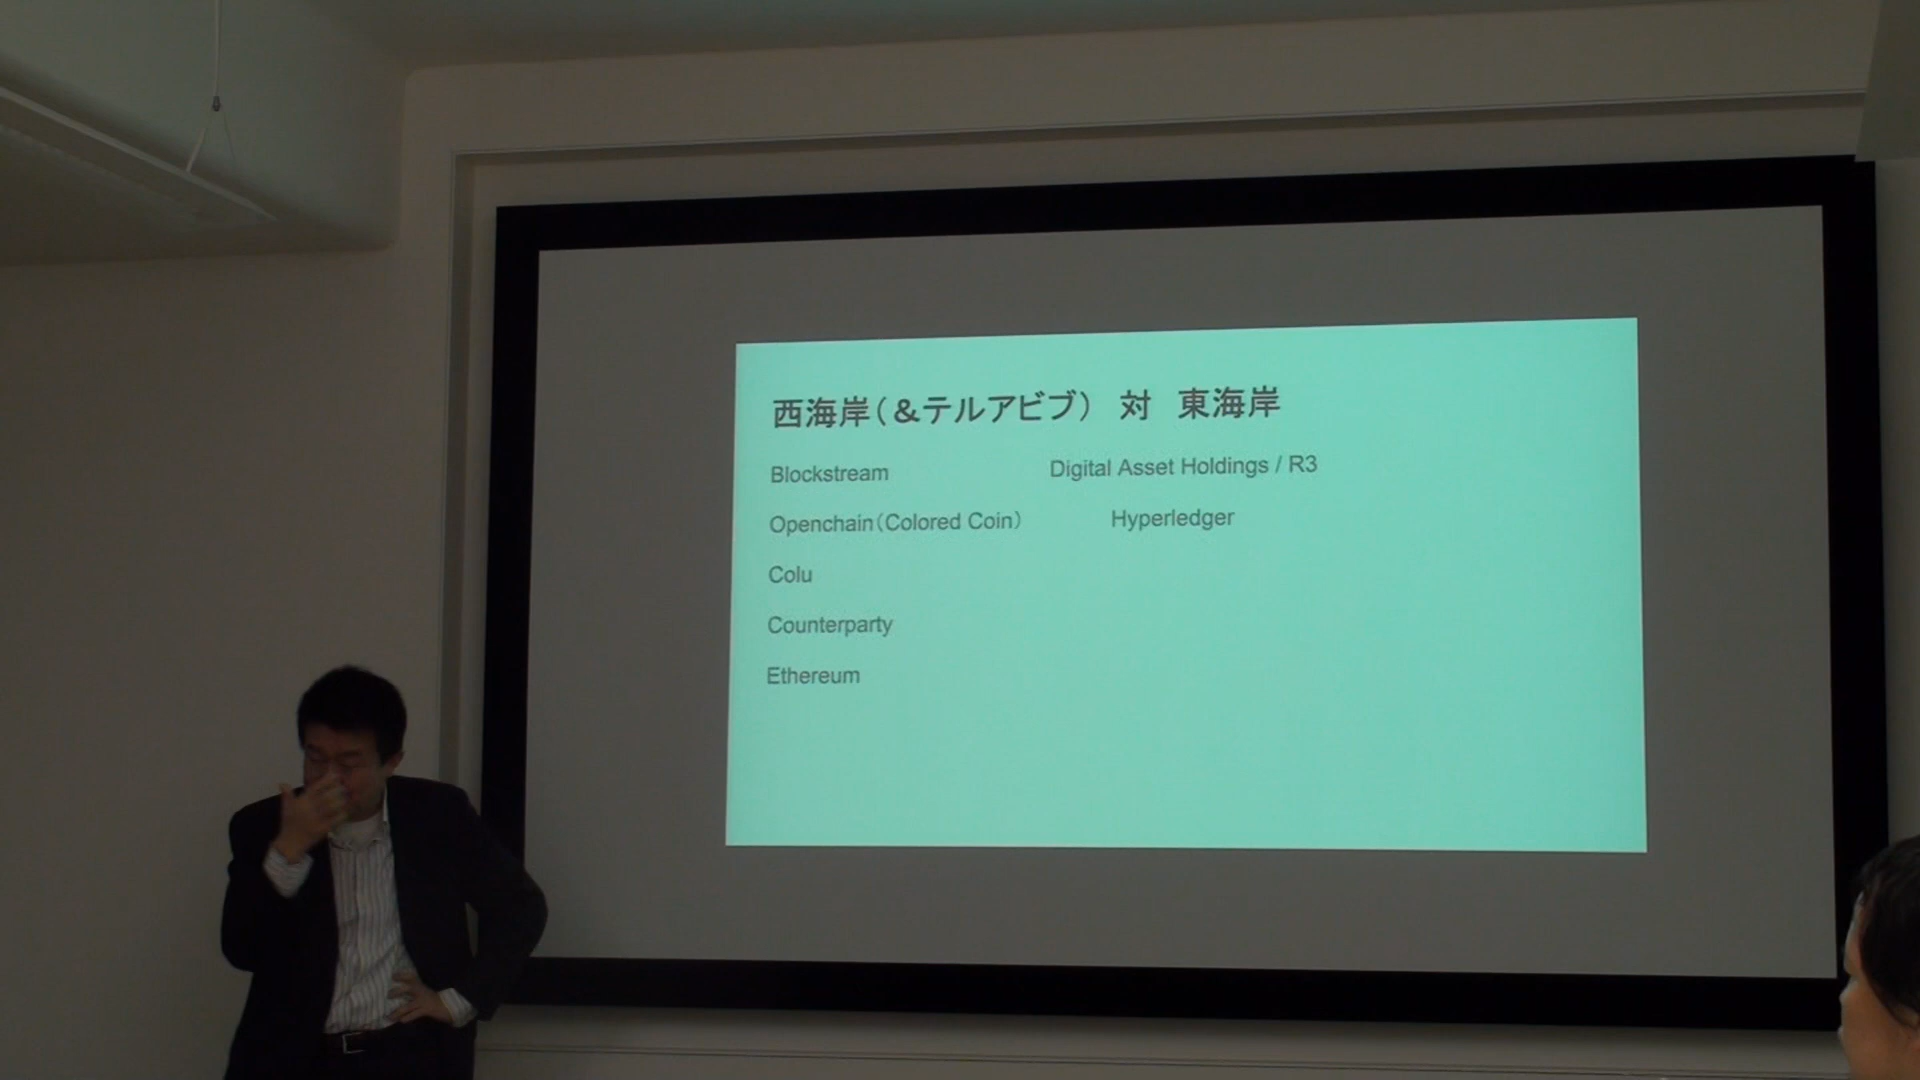 西海岸(&テルアビブ) 対 東海岸
Blockstream Digital Asset Holdings / R3
Openchain(Colored Coin) Hyperledger
Colu
Counterparty
Ethereum